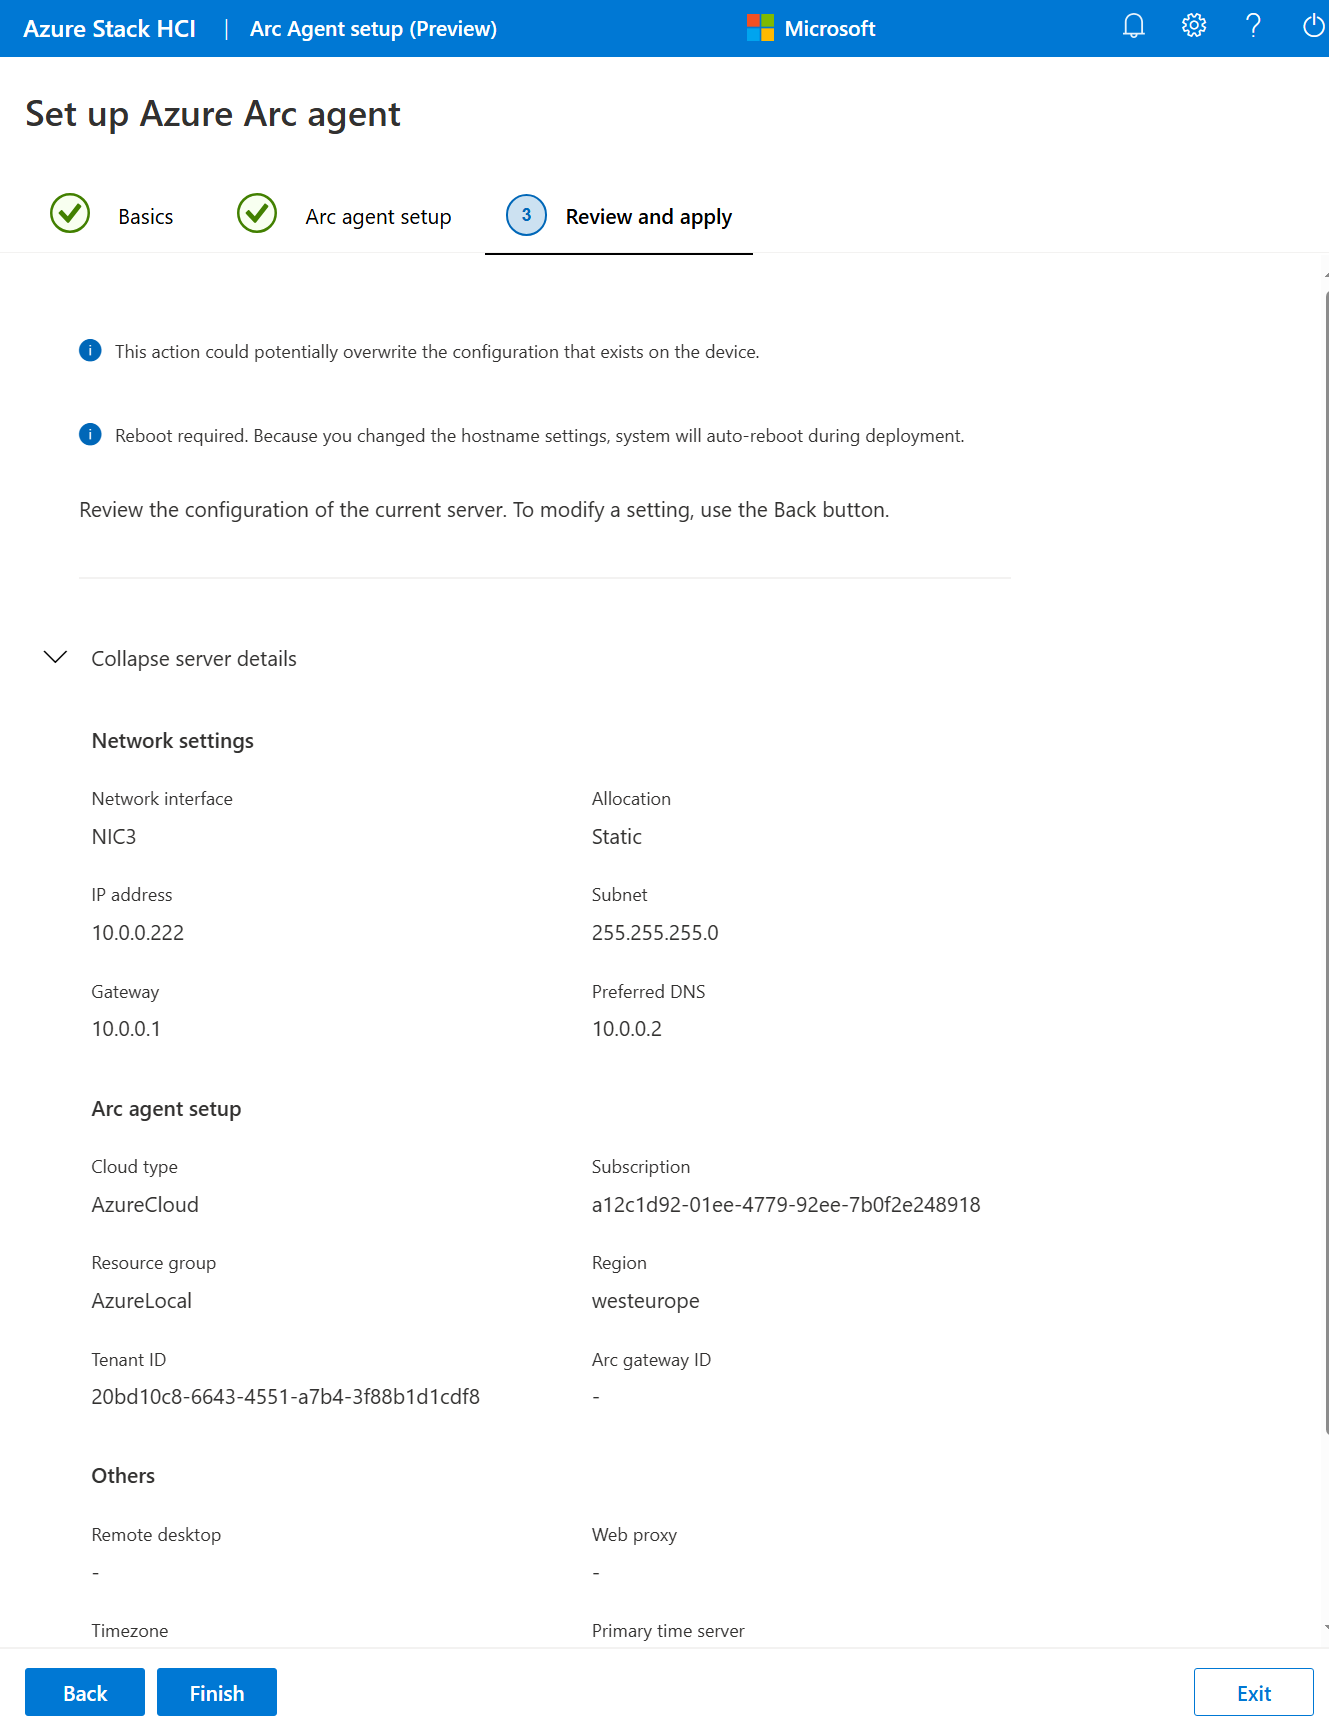 Azure Stack HCI | Arc Agent setup (Preview)
Microsoft
Set up Azure Arc agent
Basics
Arc agent setup
3 Review and apply
This action could potentially overwrite the configuration that exists on the device.
Reboot required. Because you changed the hostname settings, system will auto-reboot during deployment.
Review the configuration of the current server. To modify a setting, use the Back button.
Collapse server details
Network settings
Network interface
NIC3
Allocation
Static
IP address
10.0.0.222
Subnet
255.255.255.0
Gateway
10.0.0.1
Preferred DNS
10.0.0.2
Arc agent setup
Cloud type
AzureCloud
Subscription
a12c1d92-01ee-4779-92ee-7b0f2e248918
Resource group
AzureLocal
Region
westeurope
Tenant ID
20bd10c8-6643-4551-a7b4-3f88b1d1cdf8
Arc gateway ID
-
Others
Remote desktop
-
Web proxy
-
Timezone
Primary time server
Back
Finish
Exit